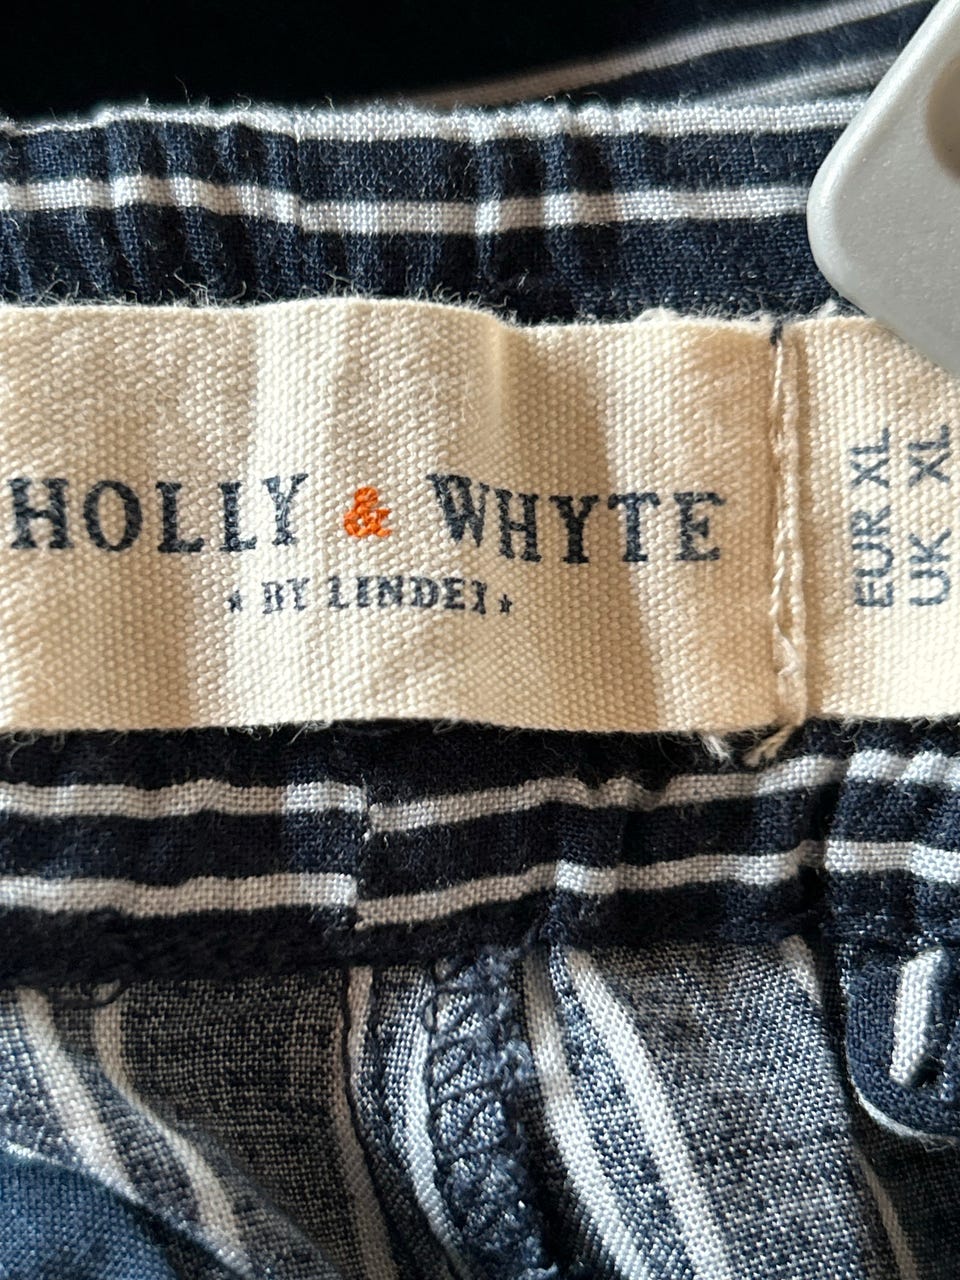 HOLLY & WHYTE
★ BY LINDEX ★
EUR XL
UK XL